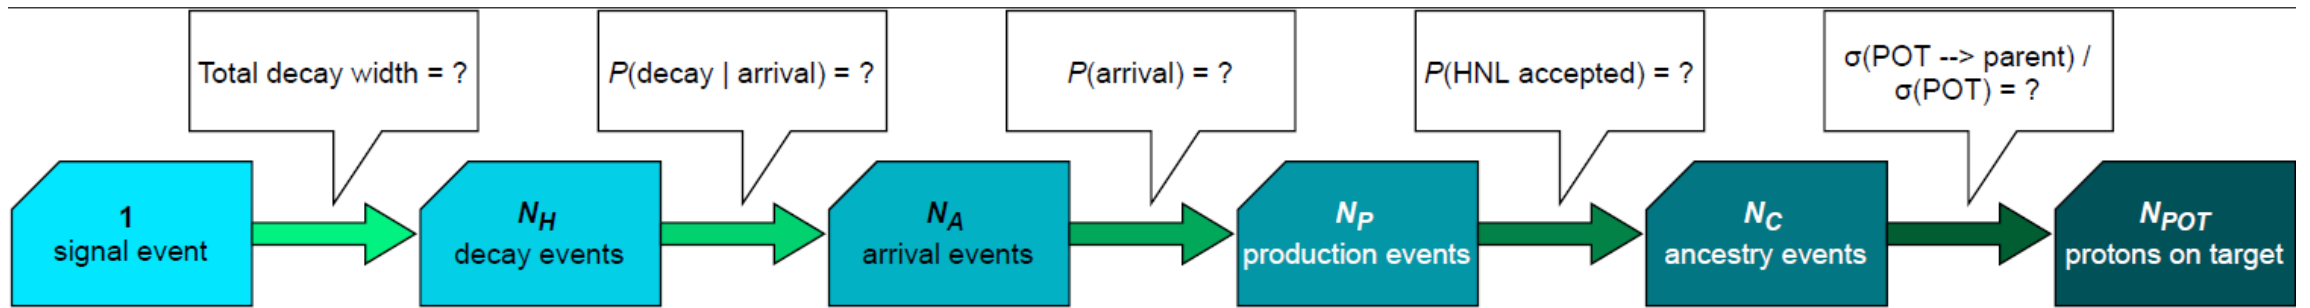 Total decay width = ?
P(decay | arrival) = ?
P(arrival) = ?
P(HNL accepted) = ?
σ(POT --> parent) /
σ(POT) = ?
1
signal event
N_H
decay events
N_A
arrival events
N_P
production events
N_C
ancestry events
N_POT
protons on target